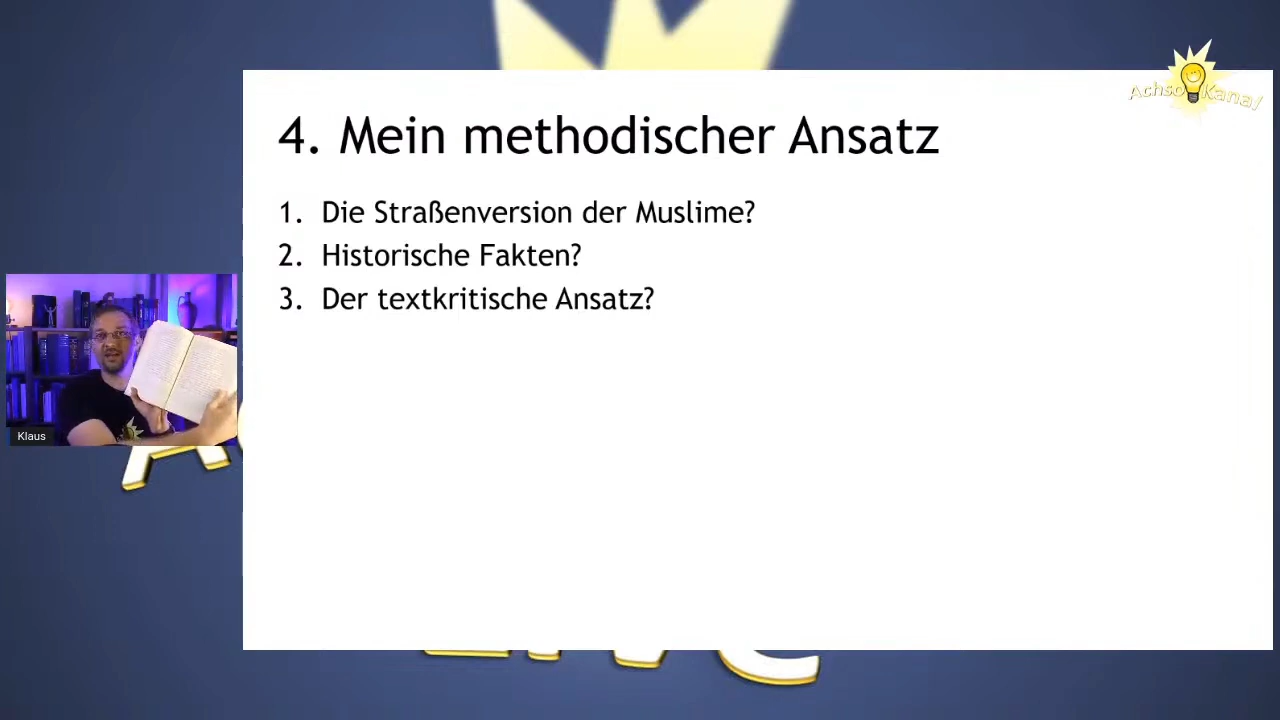 Achso Kanal
4. Mein methodischer Ansatz
1. Die Straßenversion der Muslime?
2. Historische Fakten?
3. Der textkritische Ansatz?
Klaus
LIVE